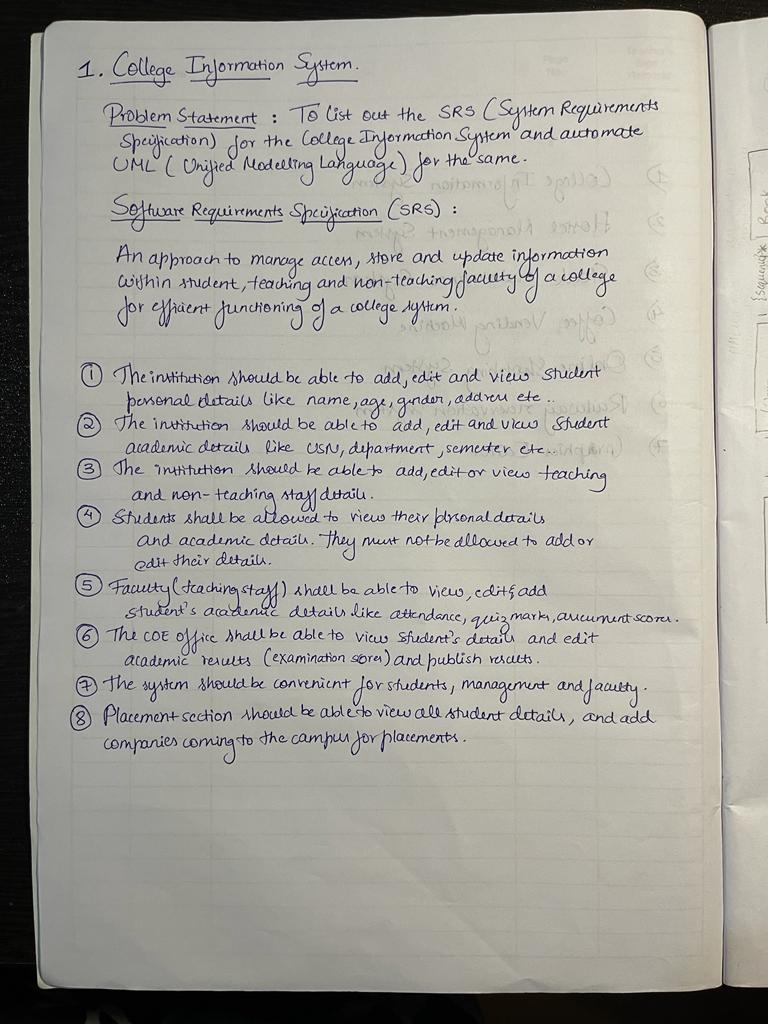 1. College Information System.
Problem Statement : To list out the SRS (System Requirements
Specification) for the College Information System and automate
UML ( Unified Modelling Language) for the same.
Software Requirements Specification (SRS) :
An approach to manage access, store and update information
within student, teaching and non-teaching faculty of a college
for efficient functioning of a college system.
① The institution should be able to add, edit and view student
personal details like name, age, gender, address etc..
② The institution should be able to add, edit and view student
academic details like USN, department, semester etc..
③ The institution should be able to add, edit or view teaching
and non-teaching staff details.
④ Students shall be allowed to view their personal details
and academic details. They must not be allowed to add or
edit their details.
⑤ Faculty (teaching staff) shall be able to view, edit & add
student's academic details like attendance, quiz marks, assessment scores.
⑥ The COE office shall be able to view student's details and edit
academic results (examination scores) and publish results.
⑦ The system should be convenient for students, management and faculty.
⑧ Placement section should be able to view all student details, and add
companies coming to the campus for placements.